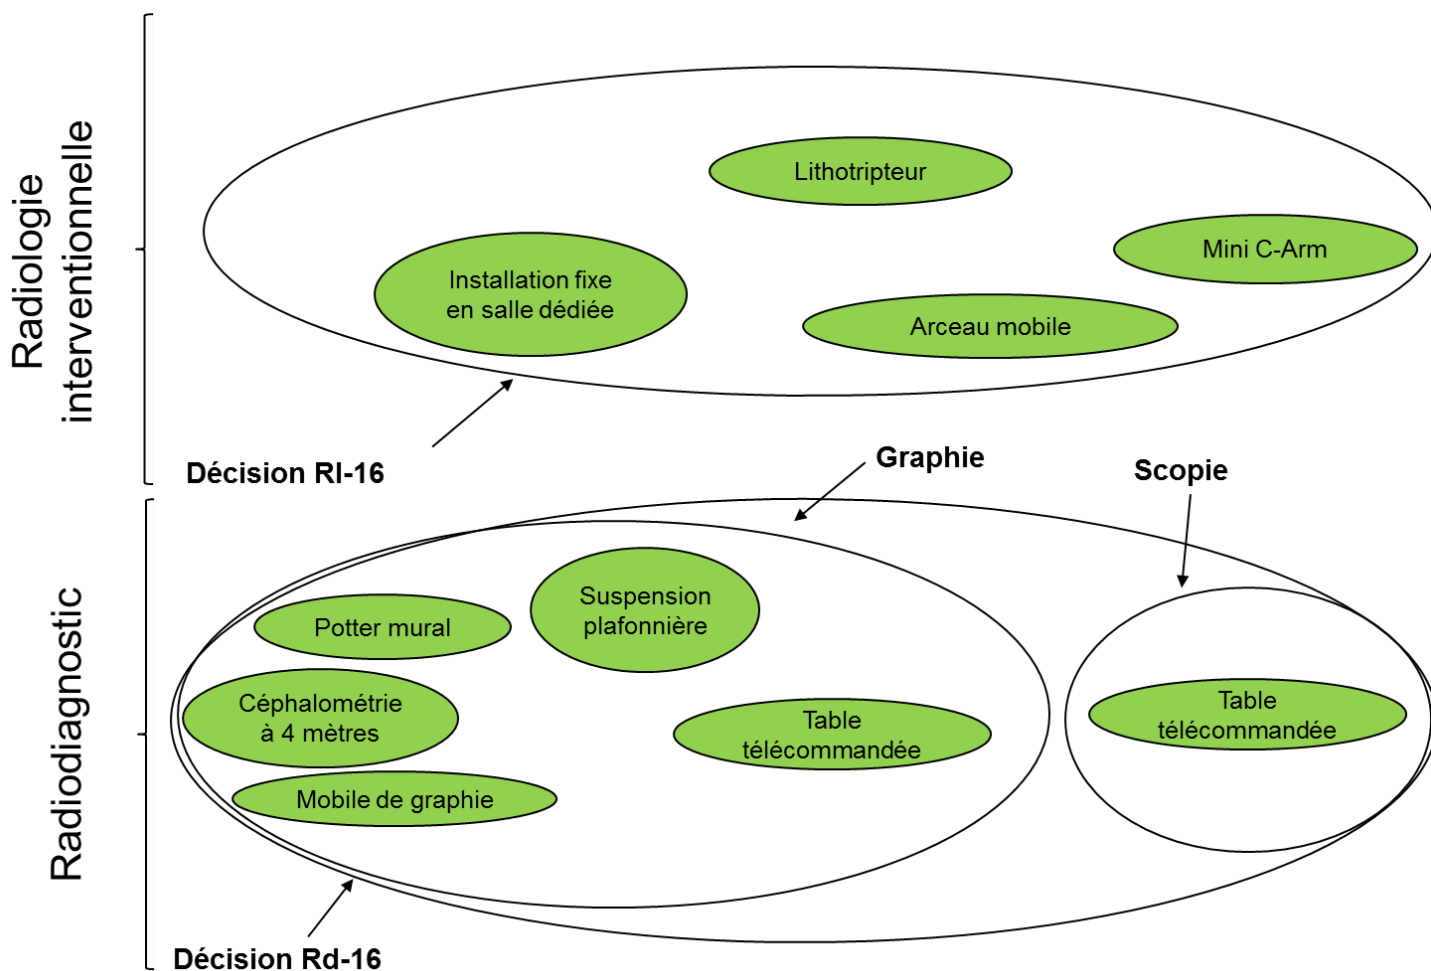 Radiologie
interventionnelle
Lithotripteur
Mini C-Arm
Installation fixe
en salle dédiée
Arceau mobile
Décision RI-16
Graphie
Scopie
Radiodiagnostic
Suspension
plafonnière
Potter mural
Céphalométrie
à 4 mètres
Table
télécommandée
Table
télécommandée
Mobile de graphie
Décision Rd-16